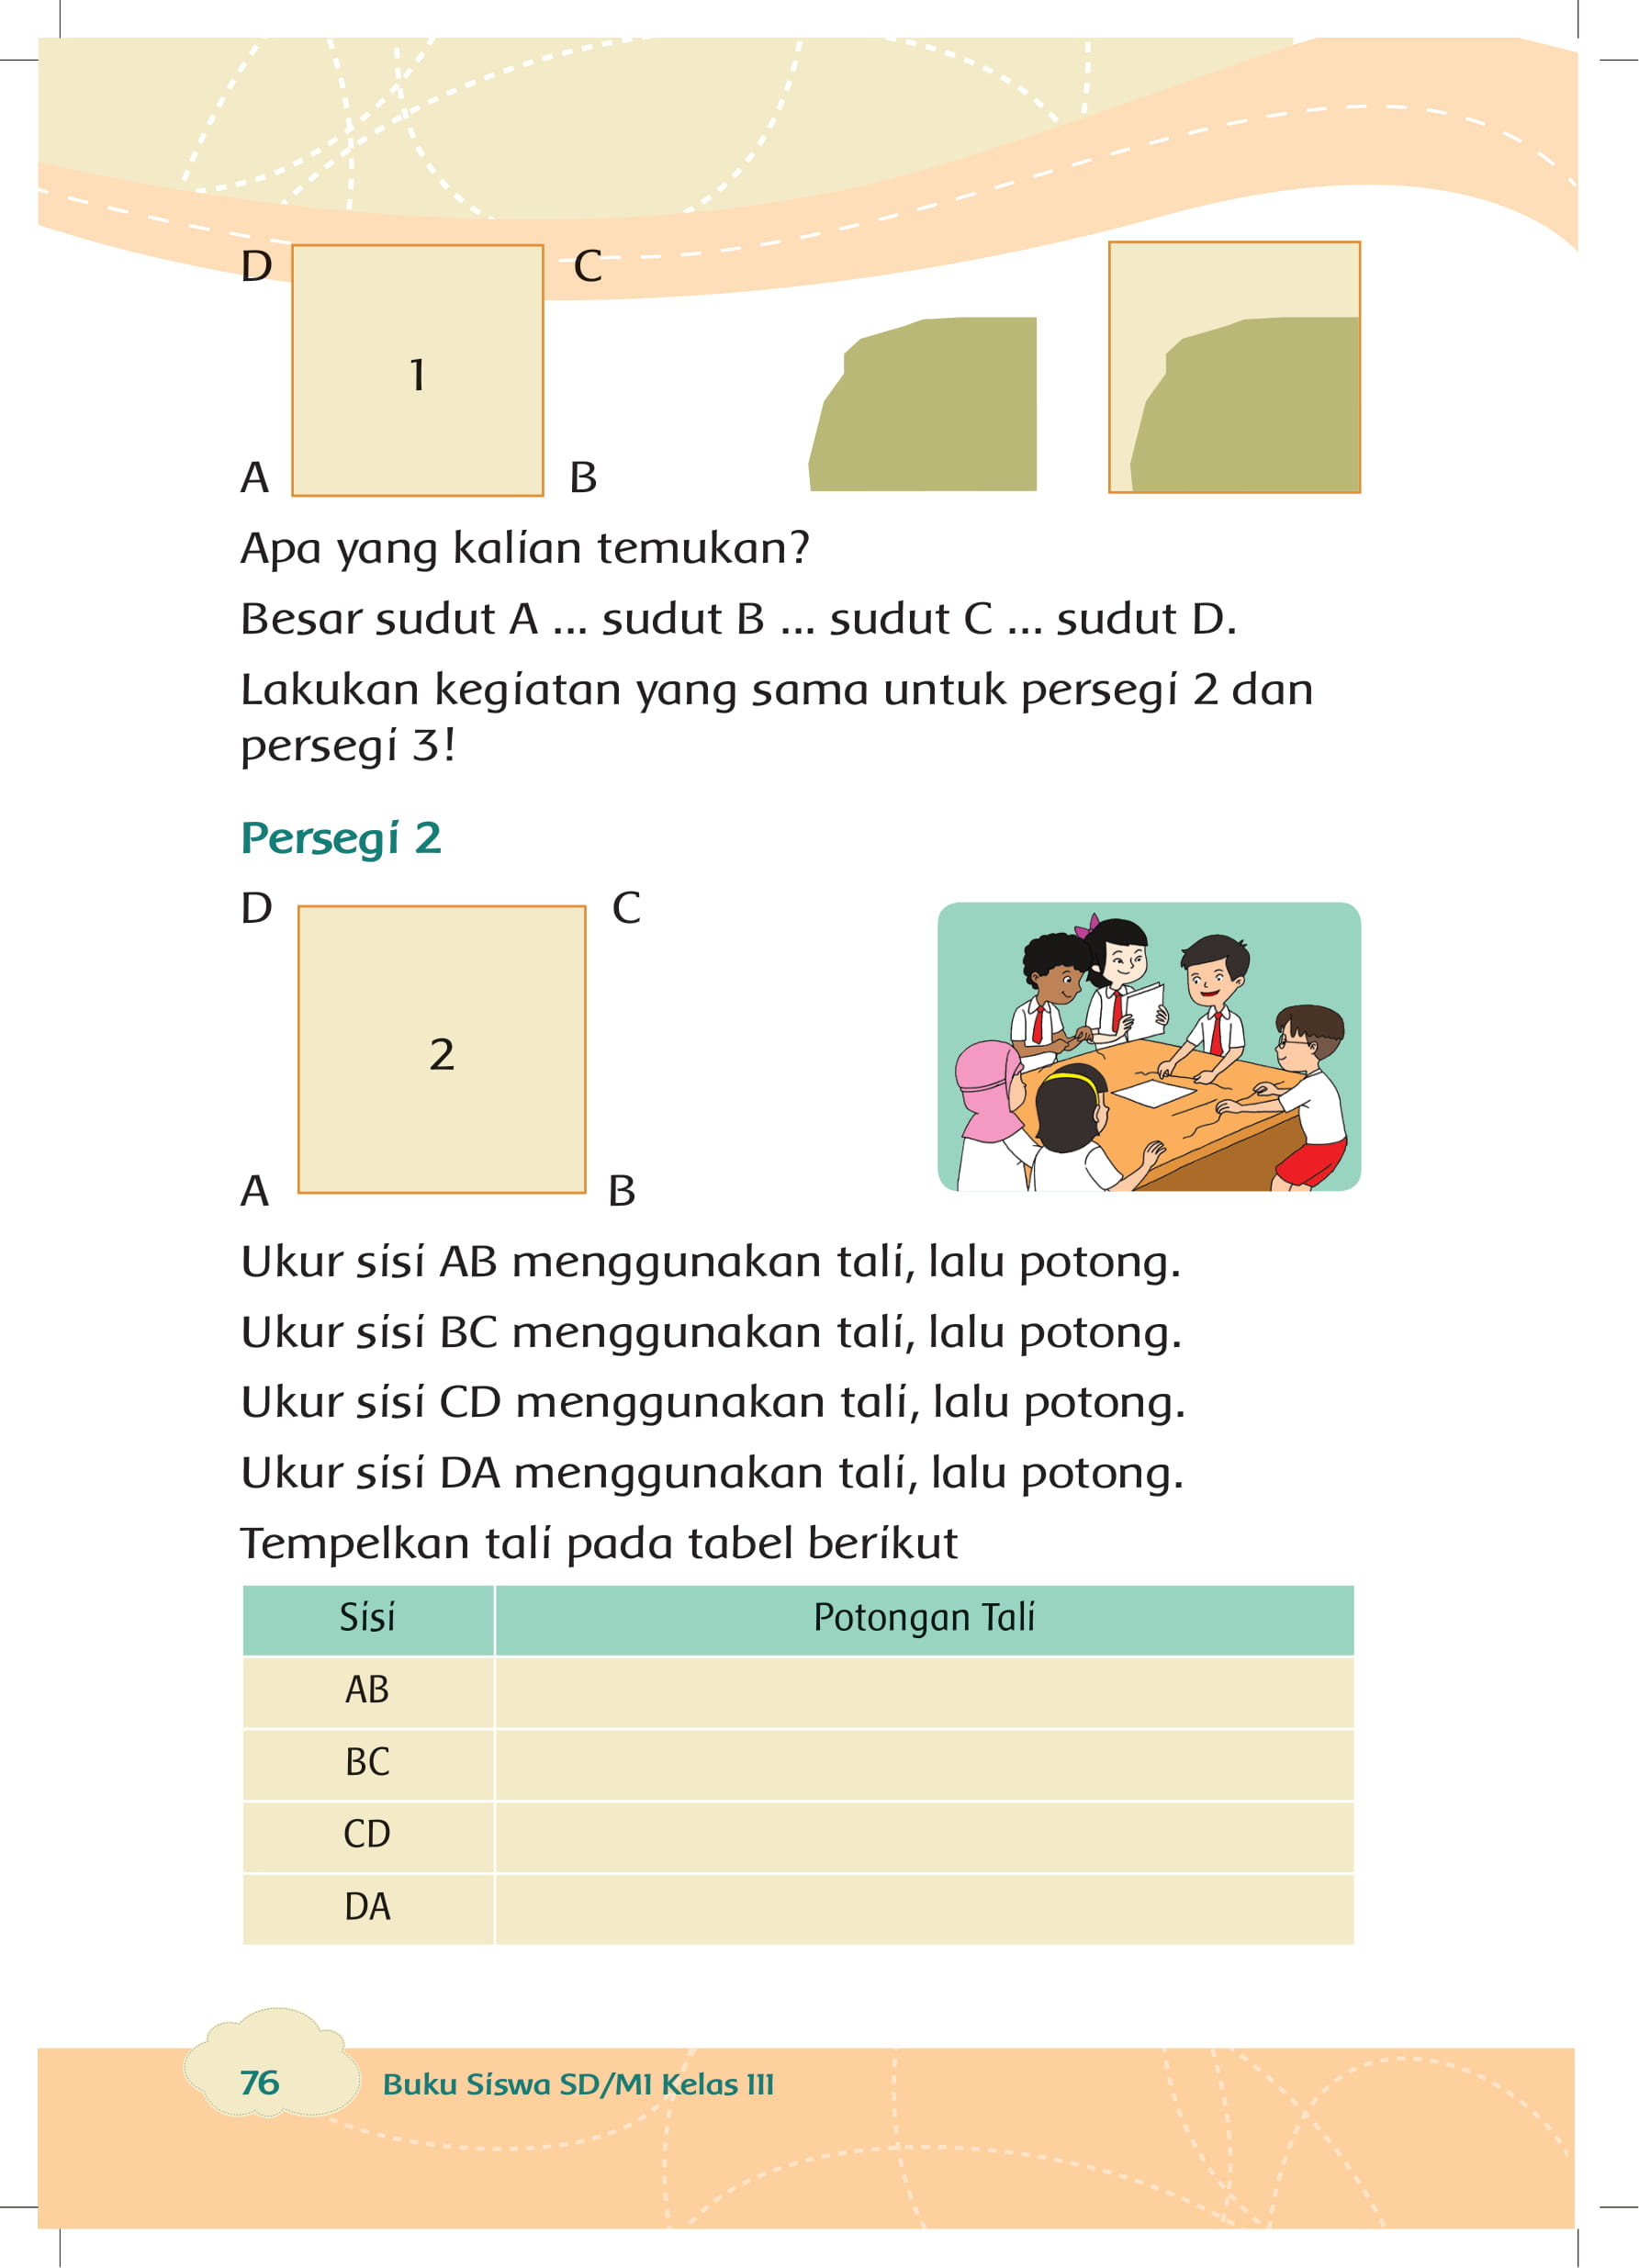 D
C
1
A
B
Apa yang kalian temukan?
Besar sudut A ... sudut B ... sudut C ... sudut D.
Lakukan kegiatan yang sama untuk persegi 2 dan
persegi 3!
Persegi 2
D
C
2
A
B
Ukur sisi AB menggunakan tali, lalu potong.
Ukur sisi BC menggunakan tali, lalu potong.
Ukur sisi CD menggunakan tali, lalu potong.
Ukur sisi DA menggunakan tali, lalu potong.
Tempelkan tali pada tabel berikut
Sisi Potongan Tali
AB
BC
CD
DA
76 Buku Siswa SD/MI Kelas III